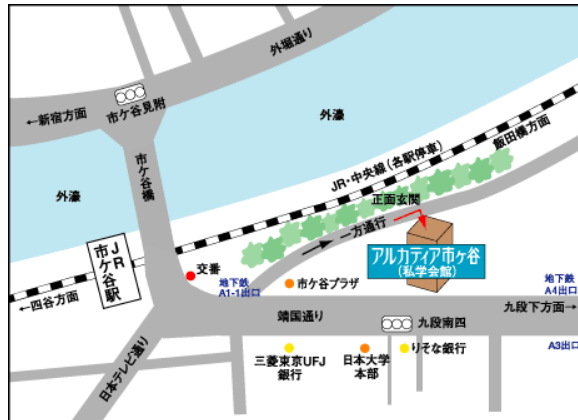 外堀通り
←新宿方面
市ケ谷見附
外濠
飯田橋方面
市ケ谷橋
JR・中央線（各駅停車）
外濠
正面玄関
一方通行
JR
市ケ谷駅
アルカディア市ヶ谷
（私学会館）
交番
地下鉄
A1-1出口
市ケ谷プラザ
地下鉄
A4出口
←四谷方面
靖国通り
九段南四
九段下方面→
日本テレビ通り
三菱東京UFJ
銀行
日本大学
本部
りそな銀行
A3出口